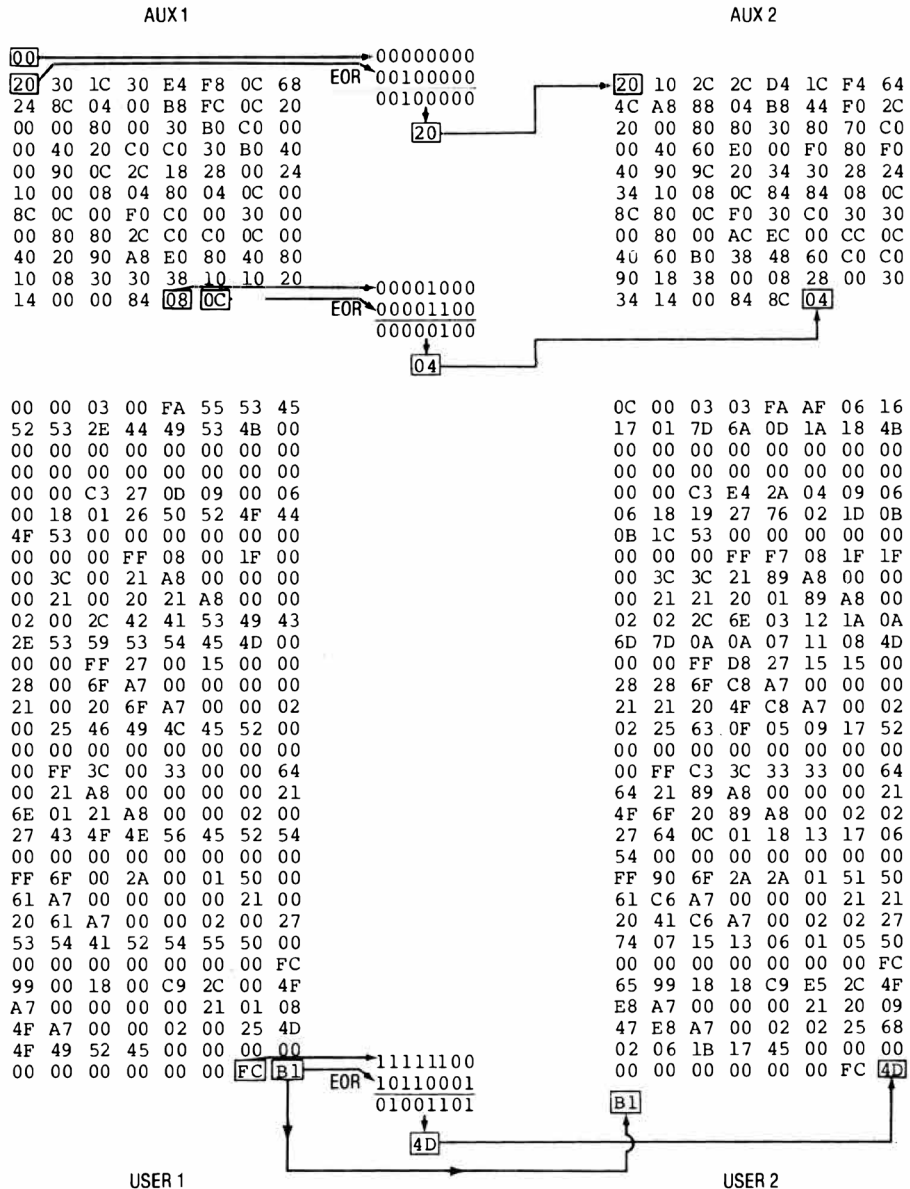 AUX 1 AUX 2
00 00000000
20 30 1C 30 E4 F8 0C 68 EOR 00100000 20 10 2C 2C D4 1C F4 64
24 8C 04 00 B8 FC 0C 20 00100000 4C A8 88 04 B8 44 F0 2C
00 00 80 00 30 B0 C0 00 20 20 00 80 80 30 80 70 C0
00 40 20 C0 C0 30 B0 40 00 40 60 E0 00 F0 80 F0
00 90 0C 2C 18 28 00 24 40 90 9C 20 34 30 28 24
10 00 08 04 80 04 0C 00 34 10 08 0C 84 84 08 0C
8C 0C 00 F0 C0 00 30 00 8C 80 0C F0 30 C0 30 30
00 80 80 2C C0 C0 0C 00 00 80 00 AC EC 00 CC 0C
40 20 90 A8 E0 80 40 80 40 60 B0 38 48 60 C0 C0
10 08 30 30 38 10 10 20 00001000 90 18 38 00 08 28 00 30
14 00 00 84 08 0C EOR 00001100 34 14 00 84 8C 04
00000100
04
00 00 03 00 FA 55 53 45 0C 00 03 03 FA AF 06 16
52 53 2E 44 49 53 4B 00 17 01 7D 6A 0D 1A 18 4B
00 00 00 00 00 00 00 00 00 00 00 00 00 00 00 00
00 00 00 00 00 00 00 00 00 00 00 00 00 00 00 00
00 00 C3 27 0D 09 00 06 00 00 C3 E4 2A 04 09 06
00 18 01 26 50 52 4F 44 06 18 19 27 76 02 1D 0B
4F 53 00 00 00 00 00 00 0B 1C 53 00 00 00 00 00
00 00 00 FF 08 00 1F 00 00 00 00 FF F7 08 1F 1F
00 3C 00 21 A8 00 00 00 00 3C 3C 21 89 A8 00 00
00 21 00 20 21 A8 00 00 00 21 21 20 01 89 A8 00
02 00 2C 42 41 53 49 43 02 02 2C 6E 03 12 1A 0A
2E 53 59 53 54 45 4D 00 6D 7D 0A 0A 07 11 08 4D
00 00 FF 27 00 15 00 00 00 00 FF D8 27 15 15 00
28 00 6F A7 00 00 00 00 28 28 6F C8 A7 00 00 00
21 00 20 6F A7 00 00 02 21 21 20 4F C8 A7 00 02
00 25 46 49 4C 45 52 00 02 25 63 0F 05 09 17 52
00 00 00 00 00 00 00 00 00 00 00 00 00 00 00 00
00 FF 3C 00 33 00 00 64 00 FF C3 3C 33 33 00 64
00 21 A8 00 00 00 00 21 64 21 89 A8 00 00 00 21
6E 01 21 A8 00 00 02 00 4F 6F 20 89 A8 00 02 02
27 43 4F 4E 56 45 52 54 27 64 0C 01 18 13 17 06
00 00 00 00 00 00 00 00 54 00 00 00 00 00 00 00
FF 6F 00 2A 00 01 50 00 FF 90 6F 2A 2A 01 51 50
61 A7 00 00 00 00 21 00 61 C6 A7 00 00 00 21 21
20 61 A7 00 00 02 00 27 20 41 C6 A7 00 02 02 27
53 54 41 52 54 55 50 00 74 07 15 13 06 01 05 50
00 00 00 00 00 00 00 FC 00 00 00 00 00 00 00 FC
99 00 18 00 C9 2C 00 4F 65 99 18 18 C9 E5 2C 4F
A7 00 00 00 00 21 01 08 E8 A7 00 00 00 21 20 09
4F A7 00 00 02 00 25 4D 47 E8 A7 00 02 02 25 68
4F 49 52 45 00 00 00 00 11111100 02 06 1B 17 45 00 00 00
00 00 00 00 00 00 FC B1 EOR 10110001 00 00 00 00 00 00 FC 4D
01001101 B1
4D
USER 1 USER 2